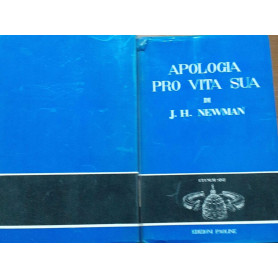 APOLOGIA
PRO VITA SUA
DI
J. H. NEWMAN
EDIZIONI PAOLINE